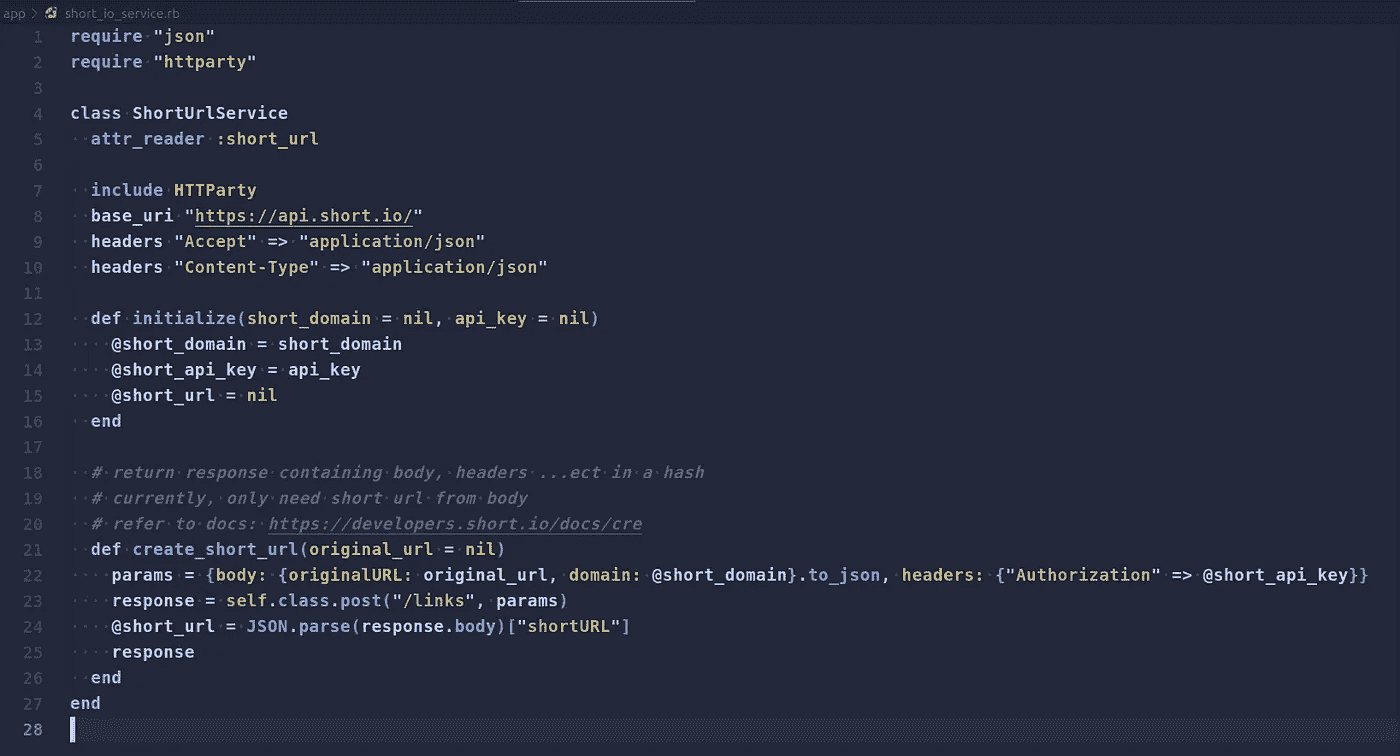 app > short_io_service.rb
1 require "json"
2 require "httparty"
3
4 class ShortUrlService
5   attr_reader :short_url
6
7   include HTTParty
8   base_uri "https://api.short.io/"
9   headers "Accept" => "application/json"
10   headers "Content-Type" => "application/json"
11
12   def initialize(short_domain = nil, api_key = nil)
13     @short_domain = short_domain
14     @short_api_key = api_key
15     @short_url = nil
16   end
17
18   # return response containing body, headers ...ect in a hash
19   # currently, only need short url from body
20   # refer to docs: https://developers.short.io/docs/cre
21   def create_short_url(original_url = nil)
22     params = {body: {originalURL: original_url, domain: @short_domain}.to_json, headers: {"Authorization" => @short_api_key}}
23     response = self.class.post("/links", params)
24     @short_url = JSON.parse(response.body)["shortURL"]
25     response
26   end
27 end
28